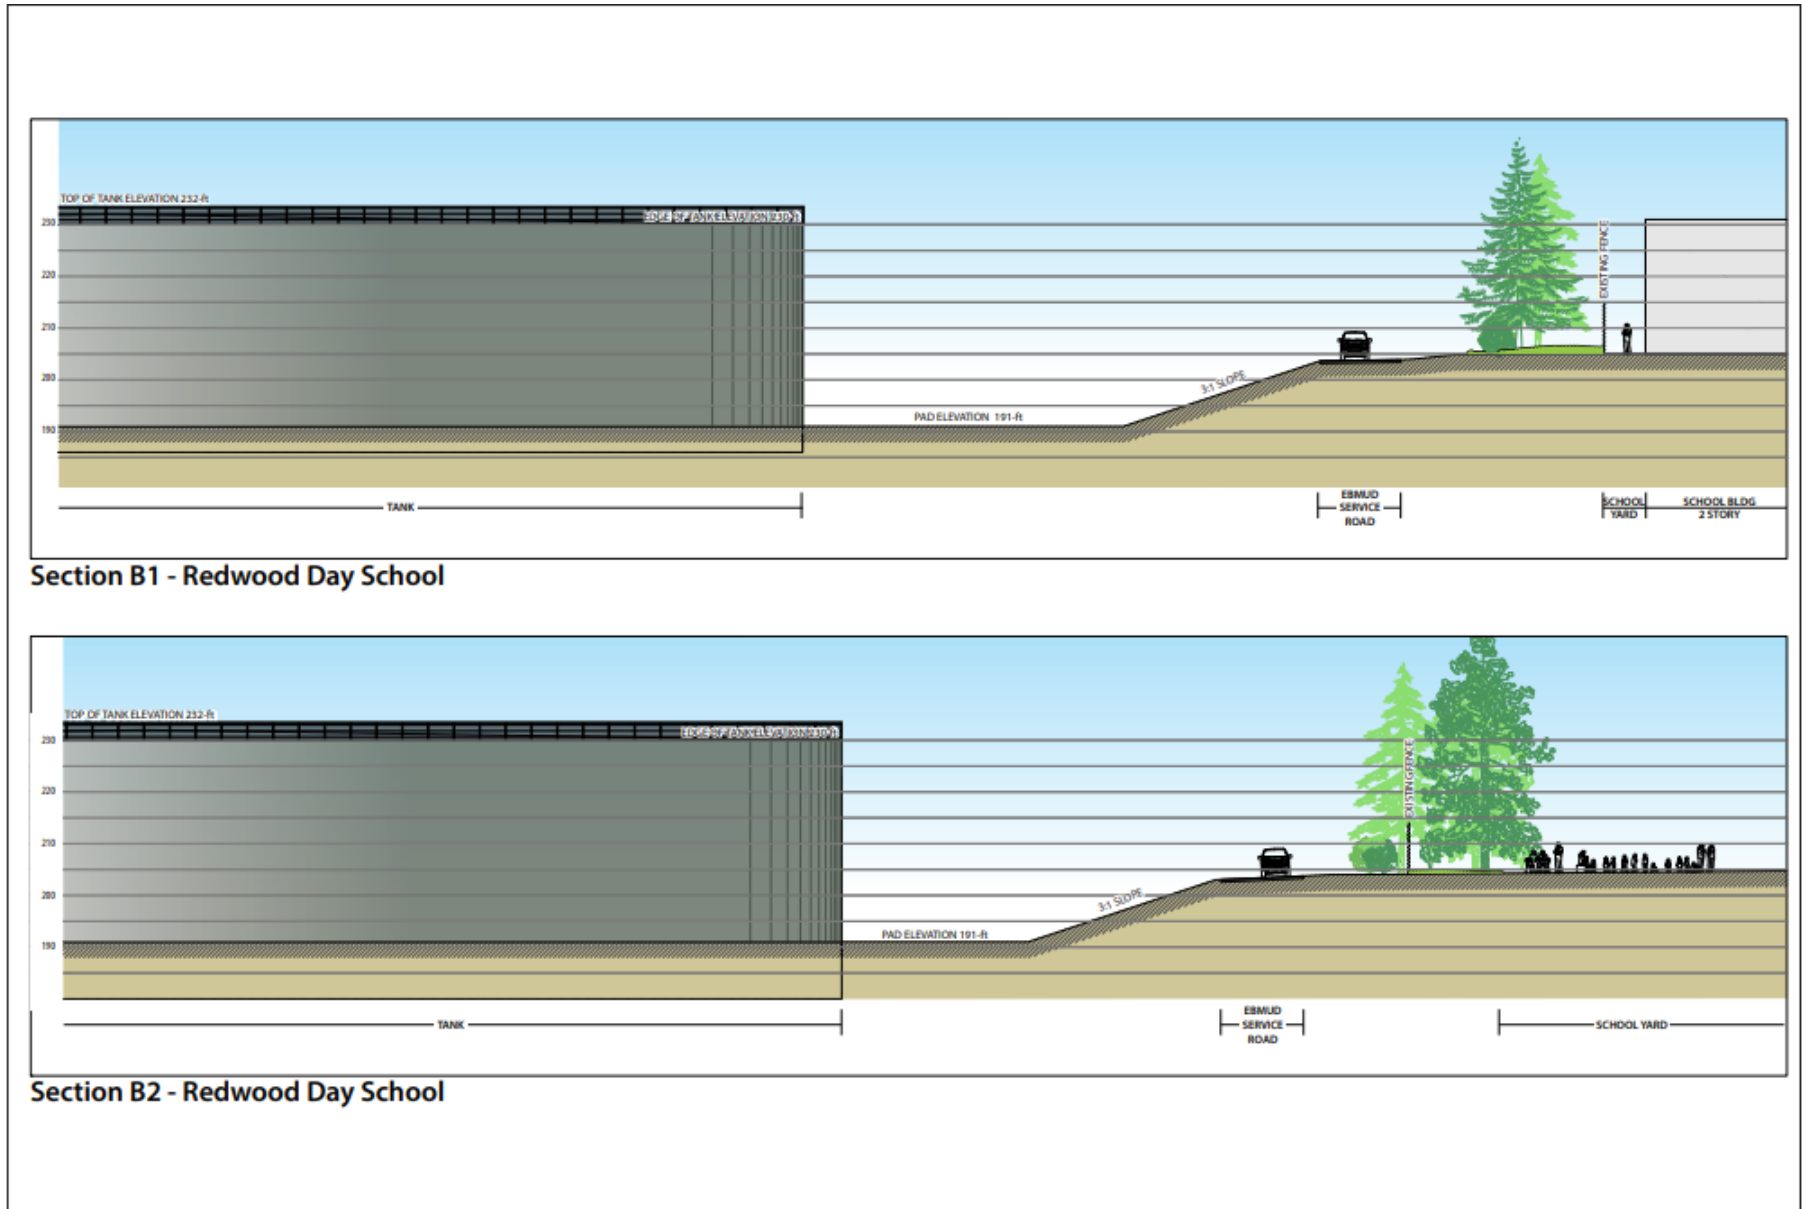 TOP OF TANK ELEVATION 232-ft
EDGE OF TANK ELEVATION 230-ft
230
220
210
200
190
EXISTING FENCE
3:1 SLOPE
PAD ELEVATION 191-ft
TANK
EBMUD
SERVICE
ROAD
SCHOOL
YARD
SCHOOL BLDG
2 STORY
Section B1 - Redwood Day School
TOP OF TANK ELEVATION 232-ft
EDGE OF TANK ELEVATION 230-ft
230
220
210
200
190
EXISTING FENCE
3:1 SLOPE
PAD ELEVATION 191-ft
TANK
EBMUD
SERVICE
ROAD
SCHOOL YARD
Section B2 - Redwood Day School